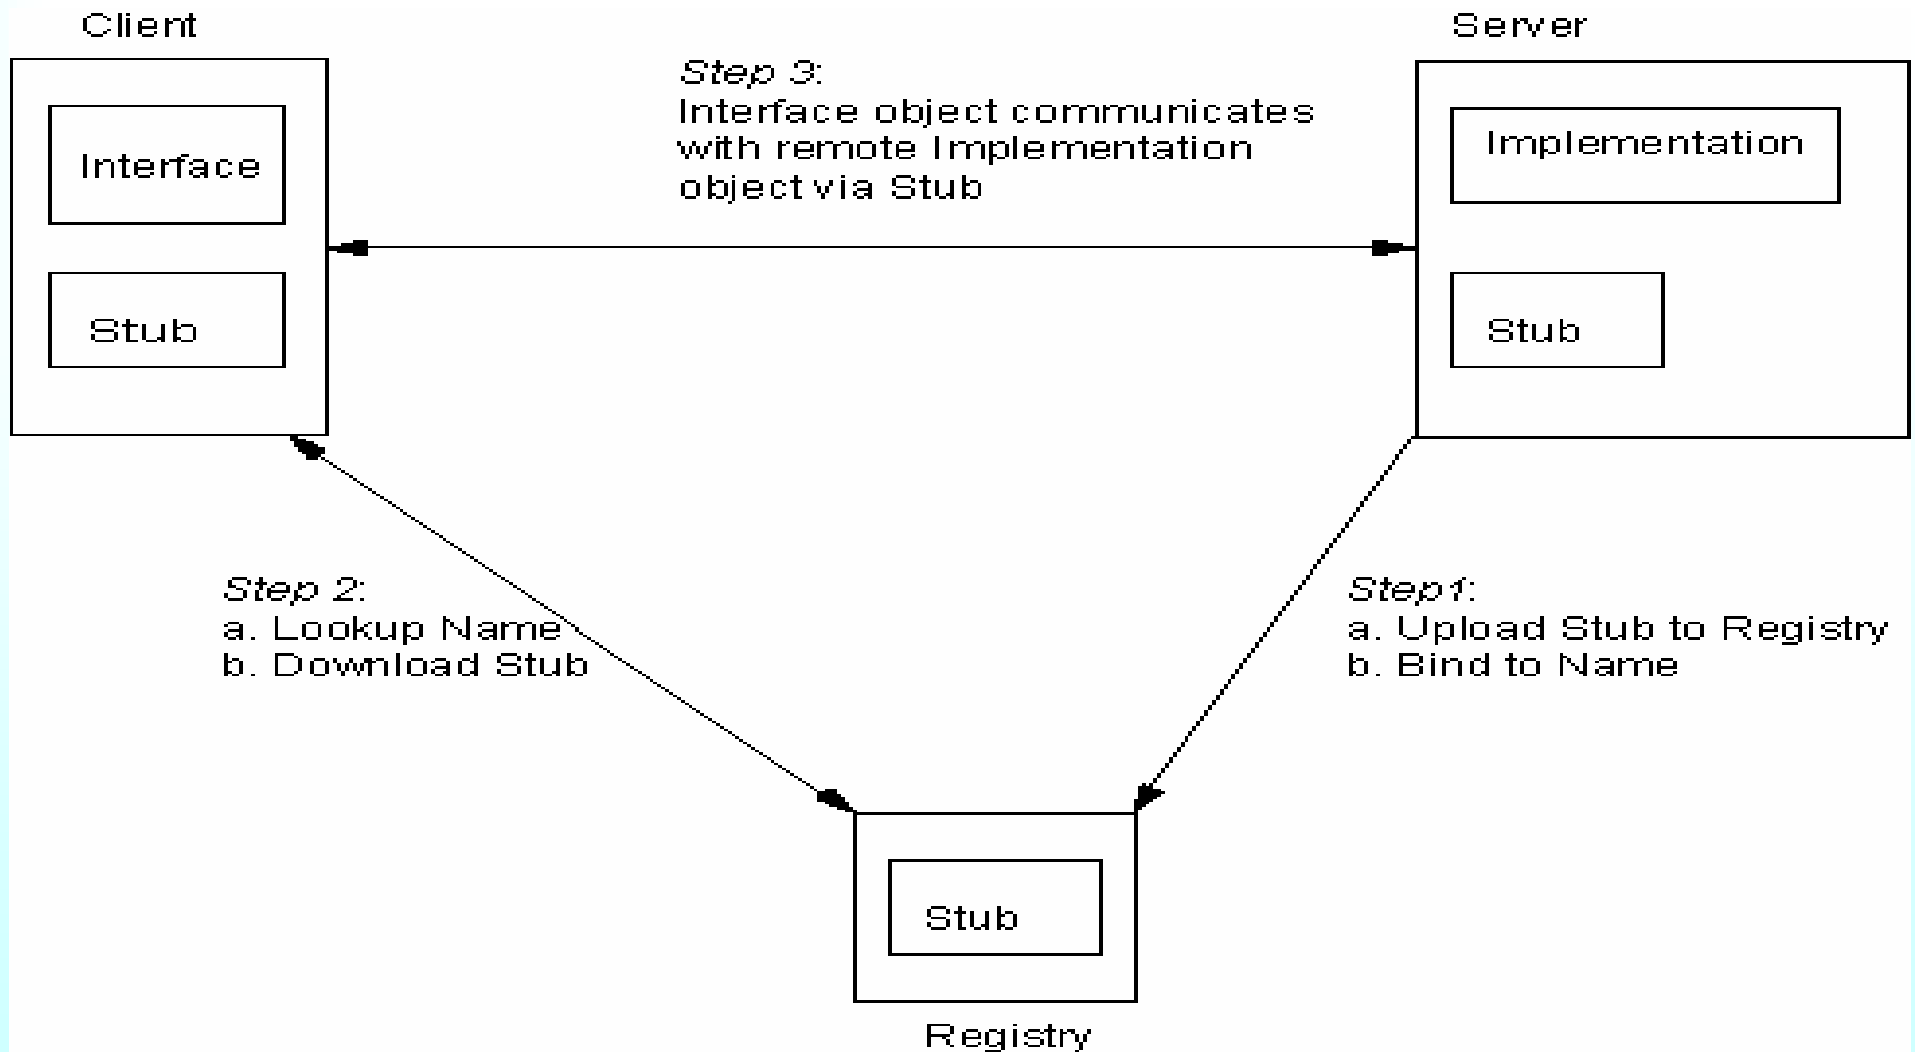 Client
Server
Interface
Stub
Step 3:
Interface object communicates
with remote Implementation
object via Stub
Implementation
Stub
Step 2:
a. Lookup Name
b. Download Stub
Step1:
a. Upload Stub to Registry
b. Bind to Name
Stub
Registry